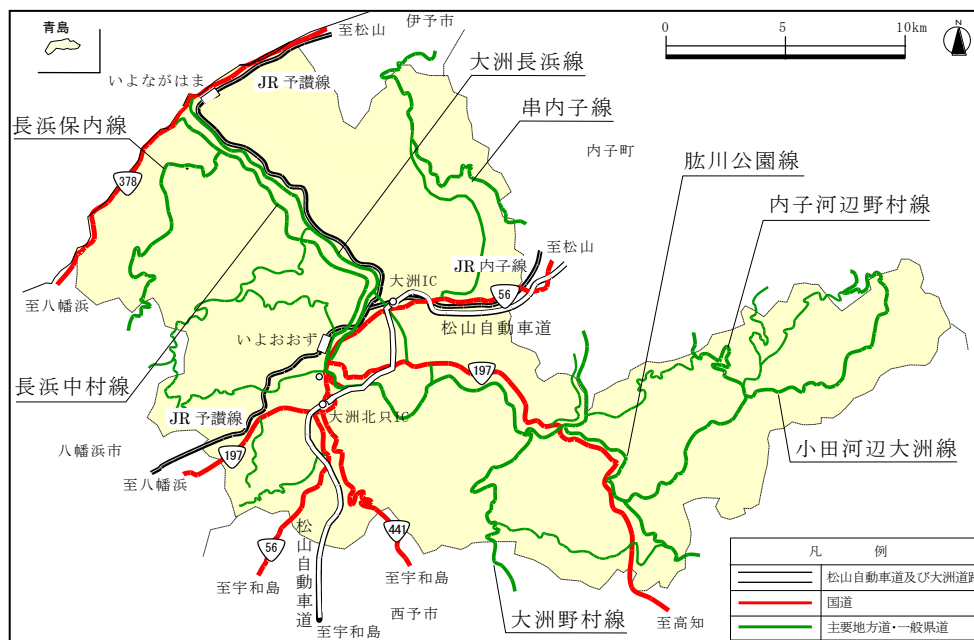 青島
至松山
伊予市
0
5
10km
N
いよながはま
JR 予讃線
大洲長浜線
長浜保内線
串内子線
内子町
肱川公園線
378
内子河辺野村線
至松山
JR 内子線
大洲IC
56
至八幡浜
松山自動車道
いよおおず
197
長浜中村線
JR 予讃線
大洲北只IC
八幡浜市
197
小田河辺大洲線
至八幡浜
松山自動車道
441
56
至宇和島
至宇和島
西予市
大洲野村線
至宇和島
至高知
凡 例
松山自動車道及び大洲道路
国道
主要地方道・一般県道